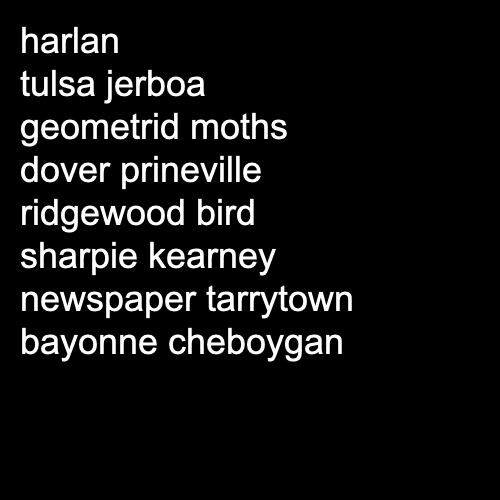 harlan
tulsa jerboa
geometrid moths
dover prineville
ridgewood bird
sharpie kearney
newspaper tarrytown
bayonne cheboygan